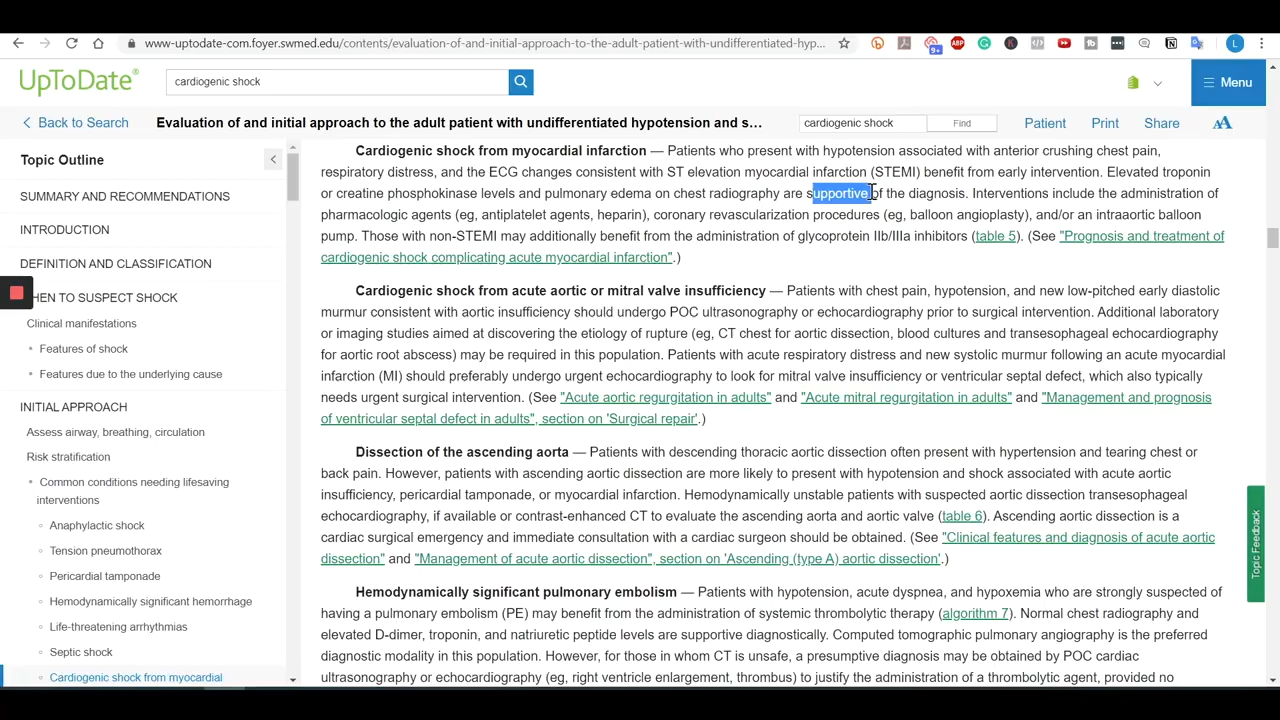 www-uptodate-com.foyer.swmed.edu/contents/evaluation-of-and-initial-approach-to-the-adult-patient-with-undifferentiated-hyp...
9+
ABP
L
UpToDate®
cardiogenic shock
Menu
Back to Search
Evaluation of and initial approach to the adult patient with undifferentiated hypotension and s...
cardiogenic shock
Find
Patient
Print
Share
AA
Topic Outline
SUMMARY AND RECOMMENDATIONS
INTRODUCTION
DEFINITION AND CLASSIFICATION
HEN TO SUSPECT SHOCK
Clinical manifestations
• Features of shock
• Features due to the underlying cause
INITIAL APPROACH
Assess airway, breathing, circulation
Risk stratification
• Common conditions needing lifesaving
interventions
○ Anaphylactic shock
○ Tension pneumothorax
○ Pericardial tamponade
○ Hemodynamically significant hemorrhage
○ Life-threatening arrhythmias
○ Septic shock
○ Cardiogenic shock from myocardial
Cardiogenic shock from myocardial infarction — Patients who present with hypotension associated with anterior crushing chest pain,
respiratory distress, and the ECG changes consistent with ST elevation myocardial infarction (STEMI) benefit from early intervention. Elevated troponin
or creatine phosphokinase levels and pulmonary edema on chest radiography are supportive of the diagnosis. Interventions include the administration of
pharmacologic agents (eg, antiplatelet agents, heparin), coronary revascularization procedures (eg, balloon angioplasty), and/or an intraaortic balloon
pump. Those with non-STEMI may additionally benefit from the administration of glycoprotein IIb/IIIa inhibitors (table 5). (See "Prognosis and treatment of
cardiogenic shock complicating acute myocardial infarction".)
Cardiogenic shock from acute aortic or mitral valve insufficiency — Patients with chest pain, hypotension, and new low-pitched early diastolic
murmur consistent with aortic insufficiency should undergo POC ultrasonography or echocardiography prior to surgical intervention. Additional laboratory
or imaging studies aimed at discovering the etiology of rupture (eg, CT chest for aortic dissection, blood cultures and transesophageal echocardiography
for aortic root abscess) may be required in this population. Patients with acute respiratory distress and new systolic murmur following an acute myocardial
infarction (MI) should preferably undergo urgent echocardiography to look for mitral valve insufficiency or ventricular septal defect, which also typically
needs urgent surgical intervention. (See "Acute aortic regurgitation in adults" and "Acute mitral regurgitation in adults" and "Management and prognosis
of ventricular septal defect in adults", section on 'Surgical repair'.)
Dissection of the ascending aorta — Patients with descending thoracic aortic dissection often present with hypertension and tearing chest or
back pain. However, patients with ascending aortic dissection are more likely to present with hypotension and shock associated with acute aortic
insufficiency, pericardial tamponade, or myocardial infarction. Hemodynamically unstable patients with suspected aortic dissection transesophageal
echocardiography, if available or contrast-enhanced CT to evaluate the ascending aorta and aortic valve (table 6). Ascending aortic dissection is a
cardiac surgical emergency and immediate consultation with a cardiac surgeon should be obtained. (See "Clinical features and diagnosis of acute aortic
dissection" and "Management of acute aortic dissection", section on 'Ascending (type A) aortic dissection'.)
Hemodynamically significant pulmonary embolism — Patients with hypotension, acute dyspnea, and hypoxemia who are strongly suspected of
having a pulmonary embolism (PE) may benefit from the administration of systemic thrombolytic therapy (algorithm 7). Normal chest radiography and
elevated D-dimer, troponin, and natriuretic peptide levels are supportive diagnostically. Computed tomographic pulmonary angiography is the preferred
diagnostic modality in this population. However, for those in whom CT is unsafe, a presumptive diagnosis may be obtained by POC cardiac
ultrasonography or echocardiography (eg, right ventricle enlargement, thrombus) to justify the administration of a thrombolytic agent, provided no
Topic Feedback